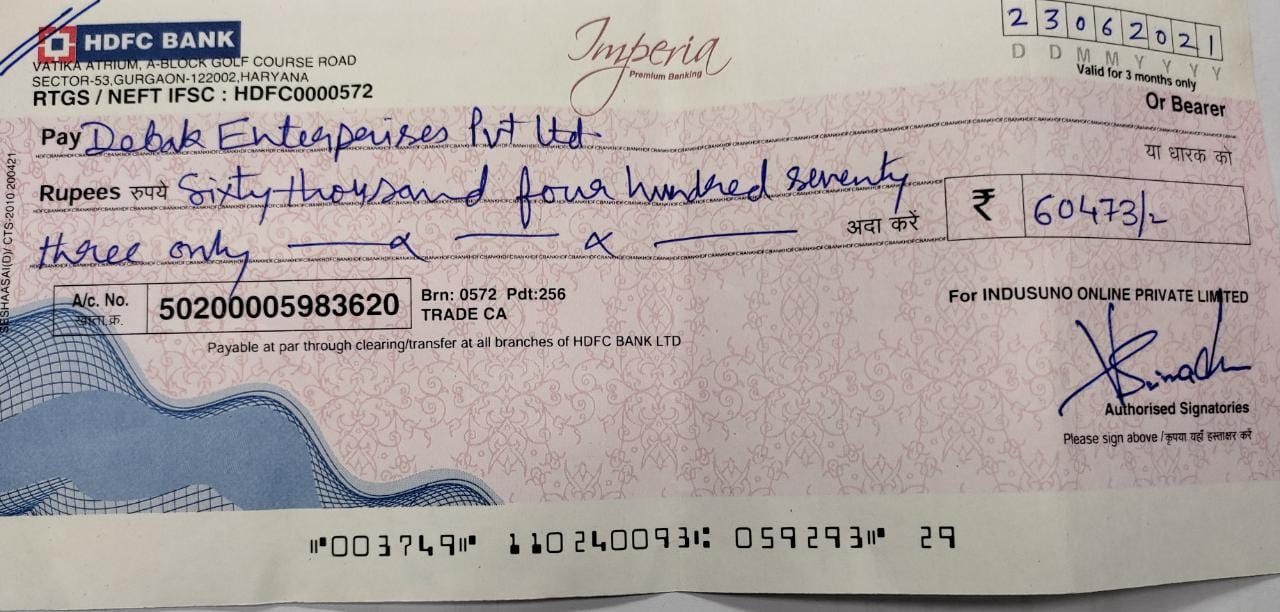 HDFC BANK
VATIKA ATRIUM, A-BLOCK GOLF COURSE ROAD
SECTOR-53,GURGAON-122002,HARYANA
RTGS / NEFT IFSC : HDFC0000572
Imperia
Premium Banking
2 3 0 6 2 0 2 1
D D M M Y Y Y Y
Valid for 3 months only
Pay Debak Enterprises Pvt Ltd
Or Bearer
या धारक को
Rupees रुपये Sixty thousand four hundred seventy
three only
अदा करें
₹ 60473/-
A/c. No.
खाता.क्र.
50200005983620
Brn: 0572 Pdt:256
TRADE CA
For INDUSUNO ONLINE PRIVATE LIMITED
Payable at par through clearing/transfer at all branches of HDFC BANK LTD
Authorised Signatories
Please sign above / कृपया यहाँ हस्ताक्षर करें
SESHAASAI(D)/ CTS-2010 200421
⑈003749⑈ 110240093⑆ 059293⑈ 29